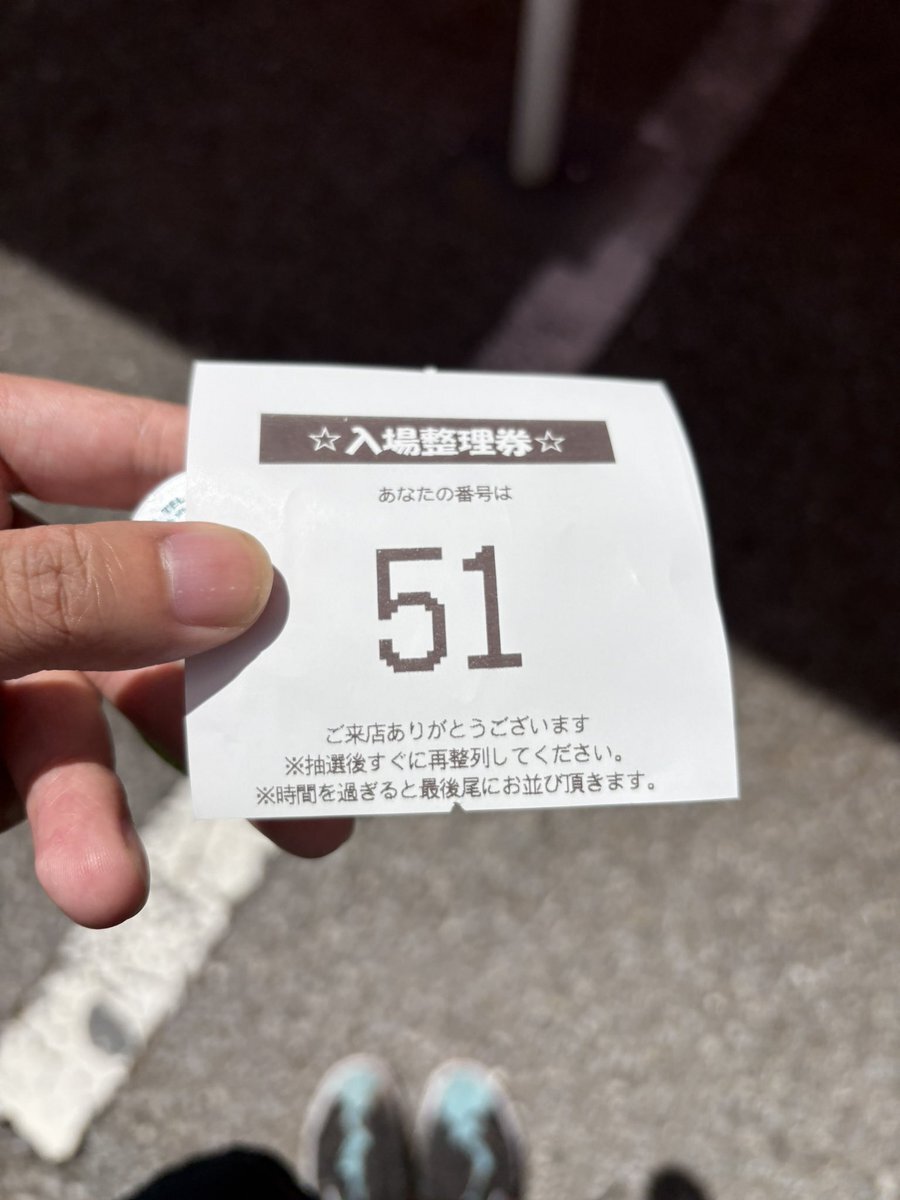 ☆入場整理券☆
あなたの番号は
51
ご来店ありがとうございます
※抽選後すぐに再整列してください。
※時間を過ぎると最後尾にお並び頂きます。